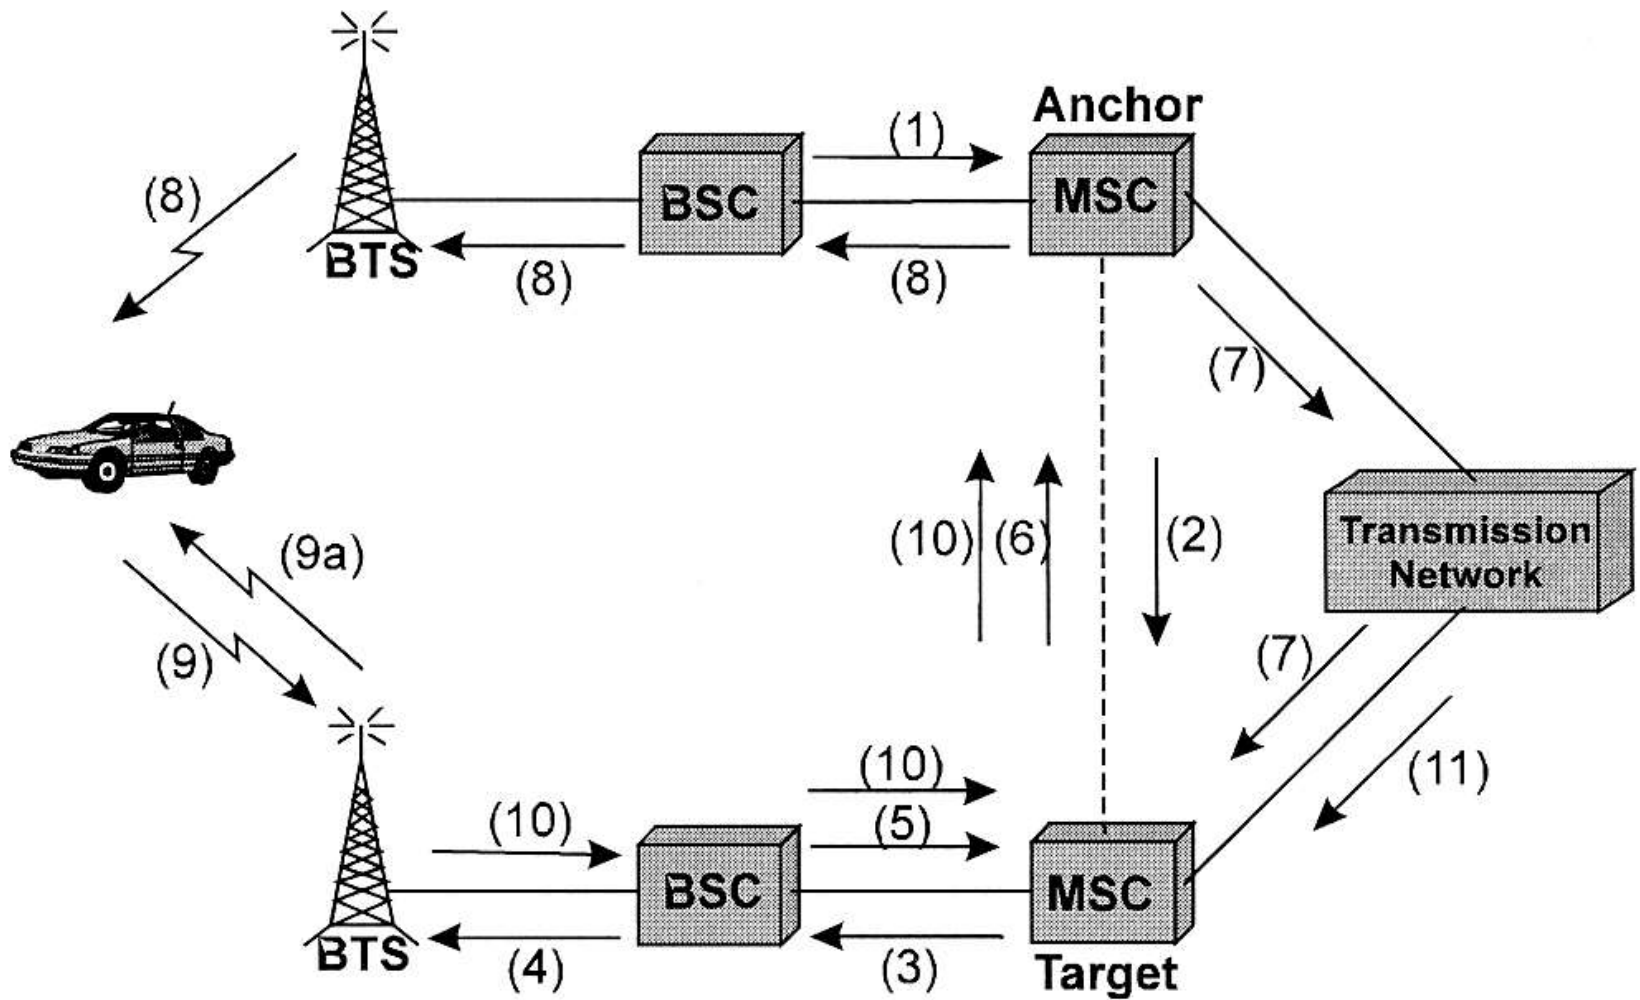 Anchor
(1)
MSC
BSC
(8)
BTS
(8)
(8)
(7)
Transmission
Network
(10)
(6)
(2)
(9a)
(9)
(7)
(11)
(10)
(10)
(5)
BSC
MSC
BTS
(4)
(3)
Target